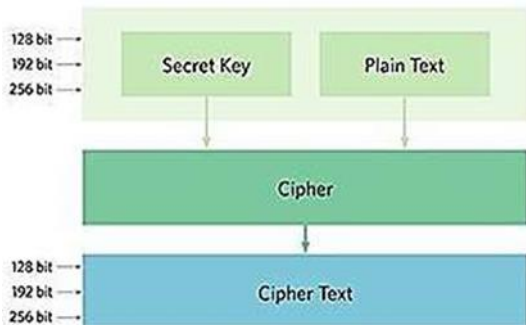 128 bit
192 bit
256 bit
Secret Key
Plain Text
Cipher
128 bit
192 bit
256 bit
Cipher Text